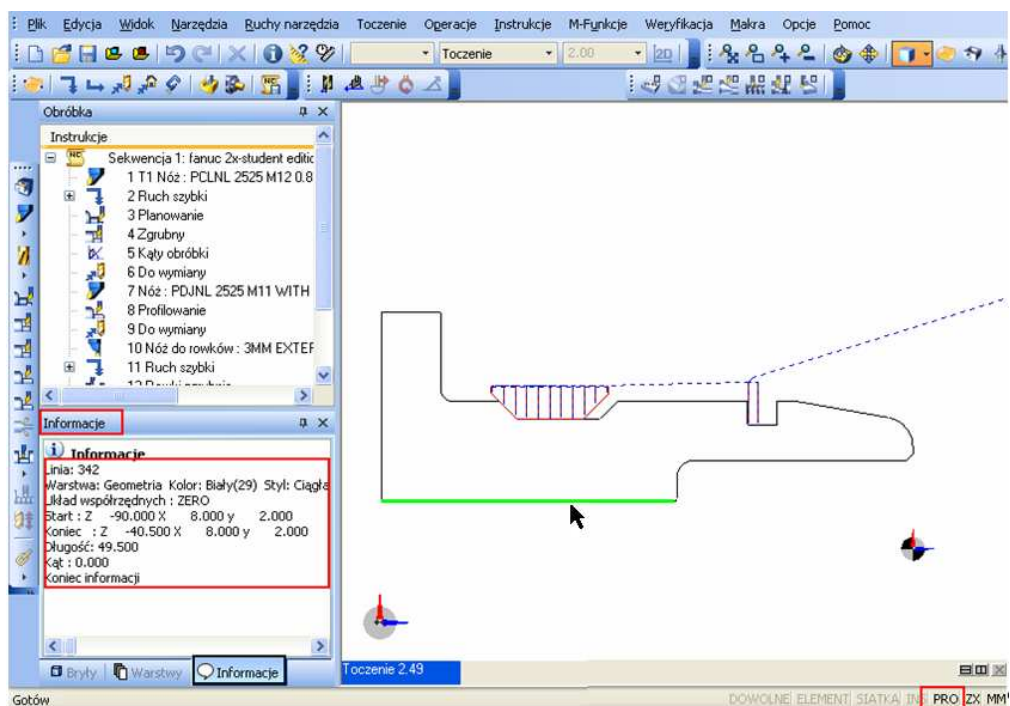 Plik Edycja Widok Narzędzia Ruchy narzędzia Toczenie Operacje Instrukcje M-Funkcje Weryfikacja Makra Opcje Pomoc
Toczenie 2.00 2D
Obróbka
Instrukcje
Sekwencja 1: fanuc 2x-student editic
1 T1 Nóż : PCLNL 2525 M12 0.8
2 Ruch szybki
3 Planowanie
4 Zgrubny
5 Kąty obróbki
6 Do wymiany
7 Nóż : PDJNL 2525 M11 WITH
8 Profilowanie
9 Do wymiany
10 Nóż do rowków : 3MM EXTER
11 Ruch szybki
Informacje
Informacje
Linia: 342
Warstwa: Geometria Kolor: Biały(29) Styl: Ciągła
Układ współrzędnych : ZERO
Start : Z -90.000 X 8.000 y 2.000
Koniec : Z -40.500 X 8.000 y 2.000
Długość: 49.500
Kąt : 0.000
Koniec informacji
Bryły Warstwy Informacje
Toczenie 2.49
Gotów
DOWOLNE ELEMENT SIATKA PRO ZX MM